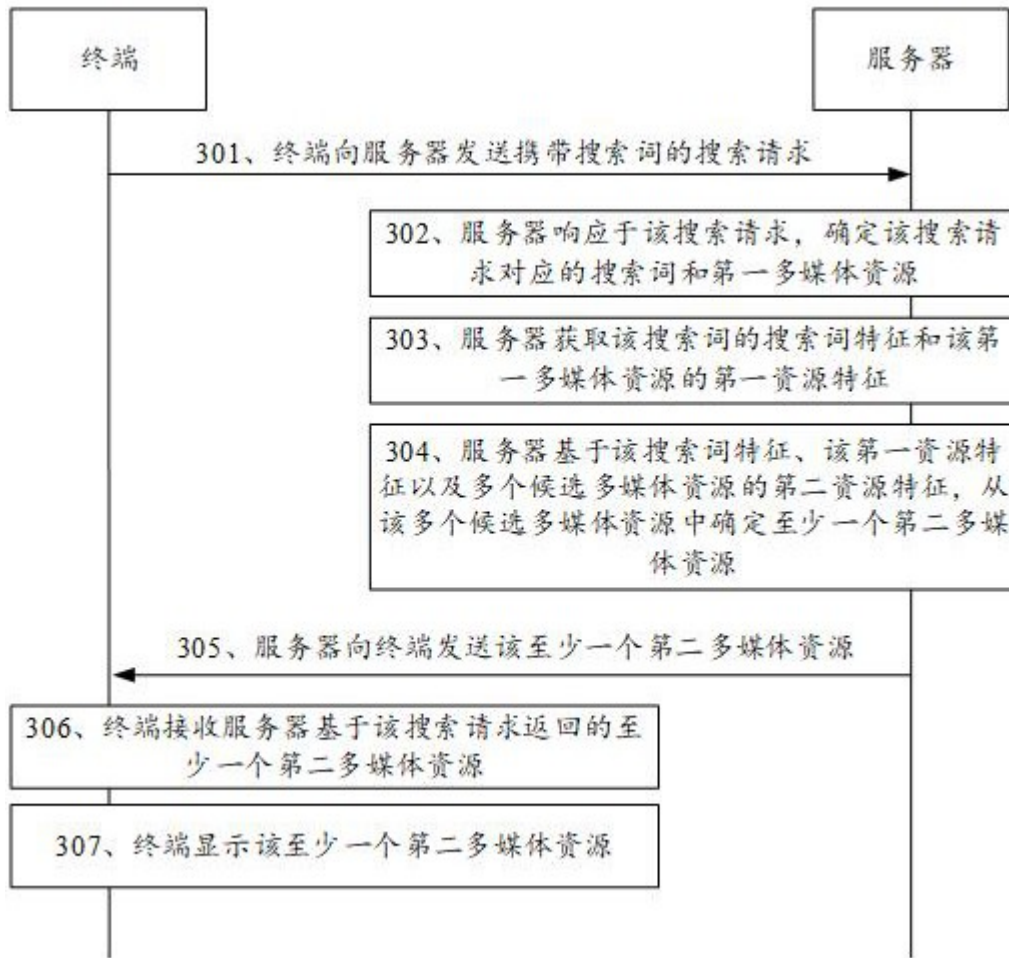 终端
服务器
301、终端向服务器发送携带搜索词的搜索请求
302、服务器响应于该搜索请求，确定该搜索请
求对应的搜索词和第一多媒体资源
303、服务器获取该搜索词的搜索词特征和该第
一多媒体资源的第一资源特征
304、服务器基于该搜索词特征、该第一资源特
征以及多个候选多媒体资源的第二资源特征，从
该多个候选多媒体资源中确定至少一个第二多媒
体资源
305、服务器向终端发送该至少一个第二多媒体资源
306、终端接收服务器基于该搜索请求返回的至
少一个第二多媒体资源
307、终端显示该至少一个第二多媒体资源